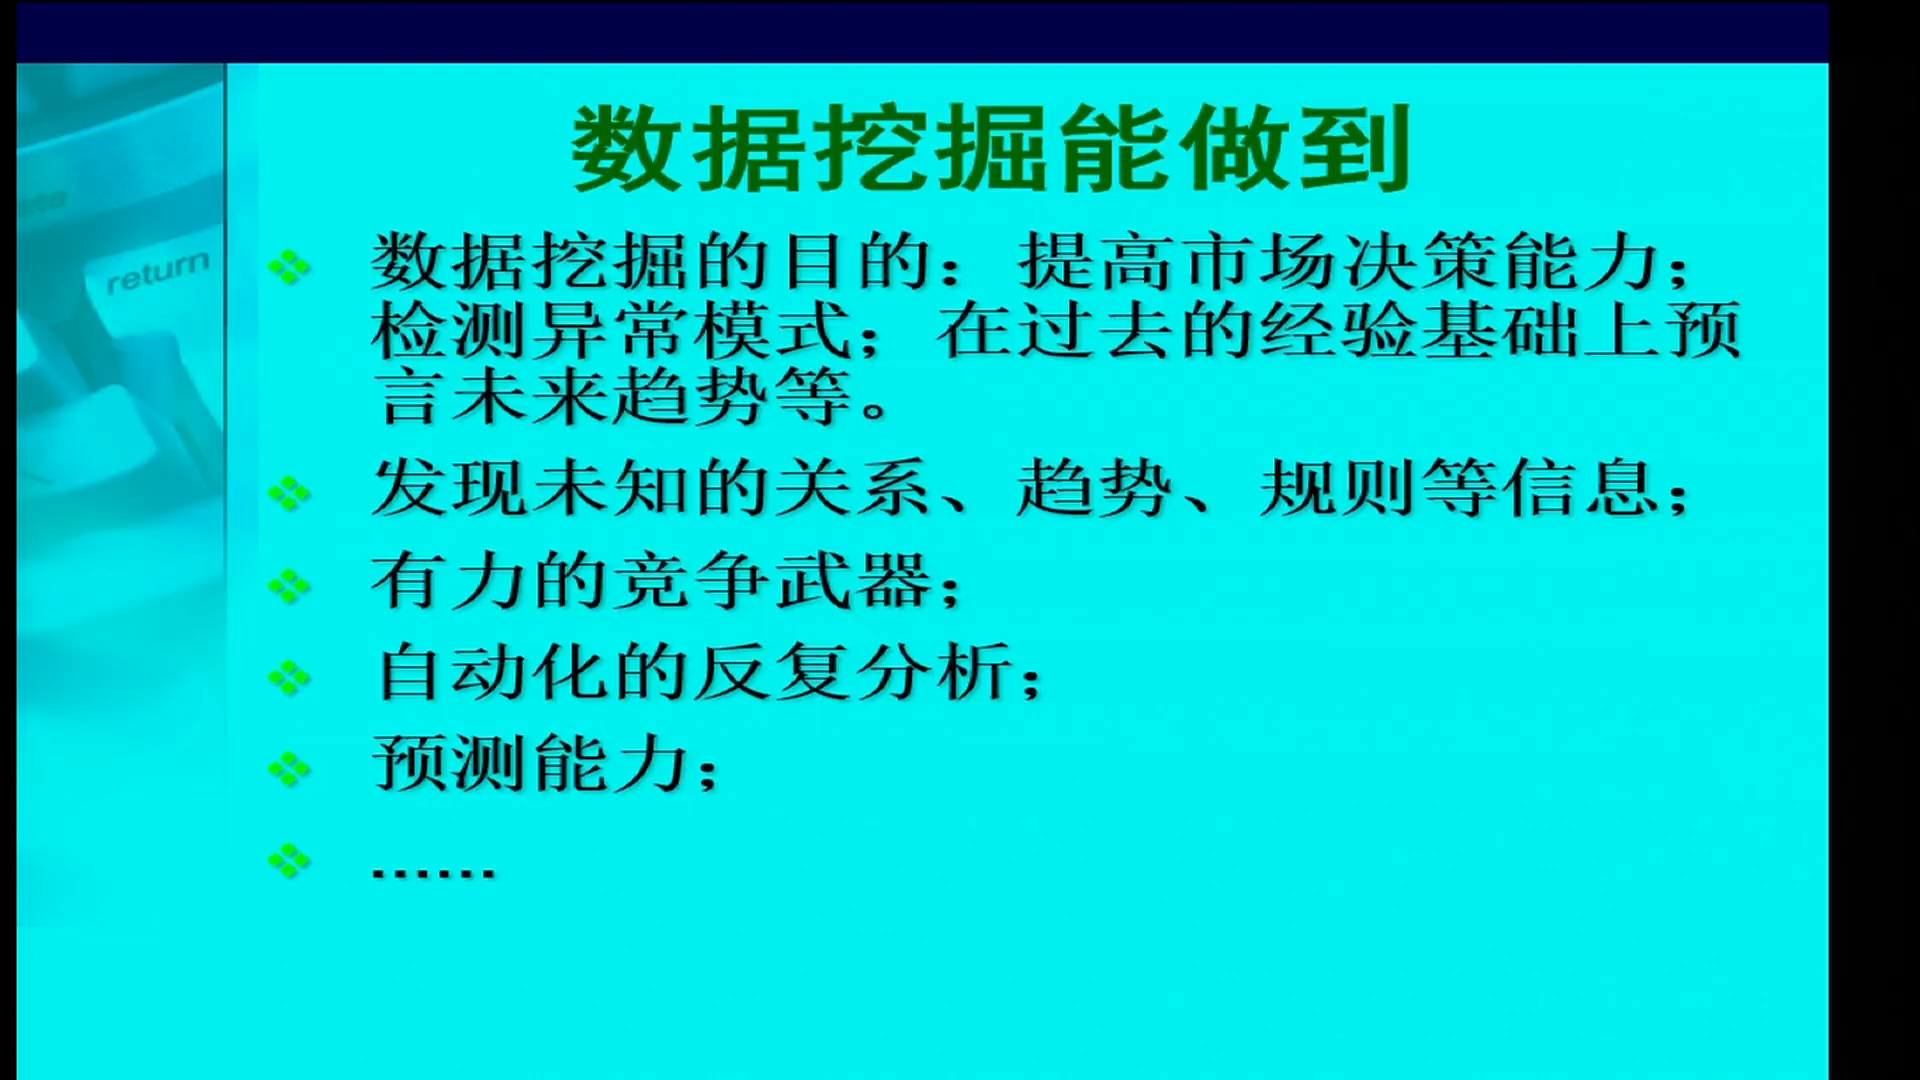 数据挖掘能做到
数据挖掘的目的：提高市场决策能力；
检测异常模式；在过去的经验基础上预
言未来趋势等。
发现未知的关系、趋势、规则等信息；
有力的竞争武器；
自动化的反复分析；
预测能力；
......
return